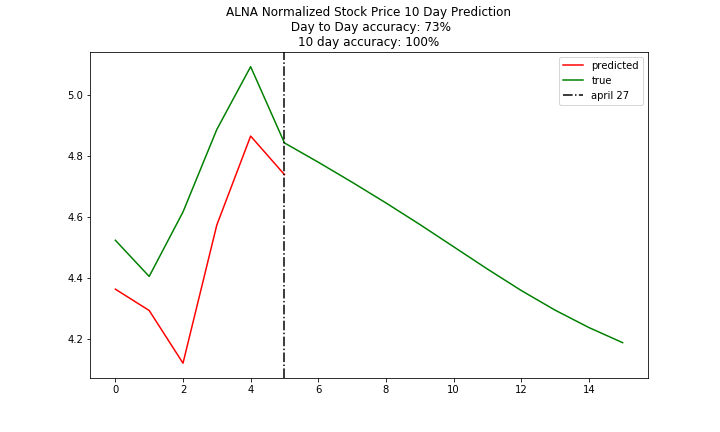 ALNA Normalized Stock Price 10 Day Prediction
Day to Day accuracy: 73%
10 day accuracy: 100%
predicted
true
april 27
5.0
4.8
4.6
4.4
4.2
0 2 4 6 8 10 12 14